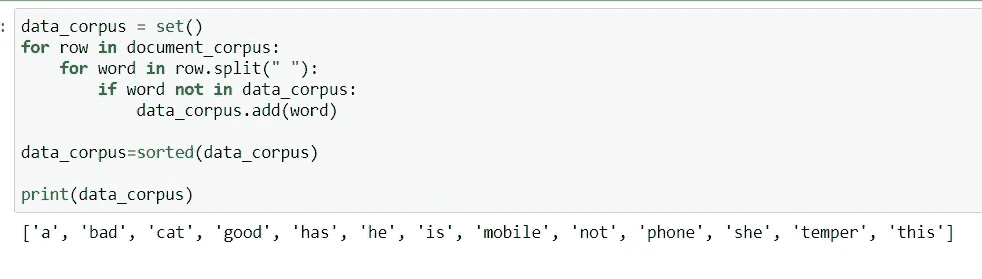 : data_corpus = set()
for row in document_corpus:
    for word in row.split(" "):
        if word not in data_corpus:
            data_corpus.add(word)

data_corpus=sorted(data_corpus)

print(data_corpus)
['a', 'bad', 'cat', 'good', 'has', 'he', 'is', 'mobile', 'not', 'phone', 'she', 'temper', 'this']